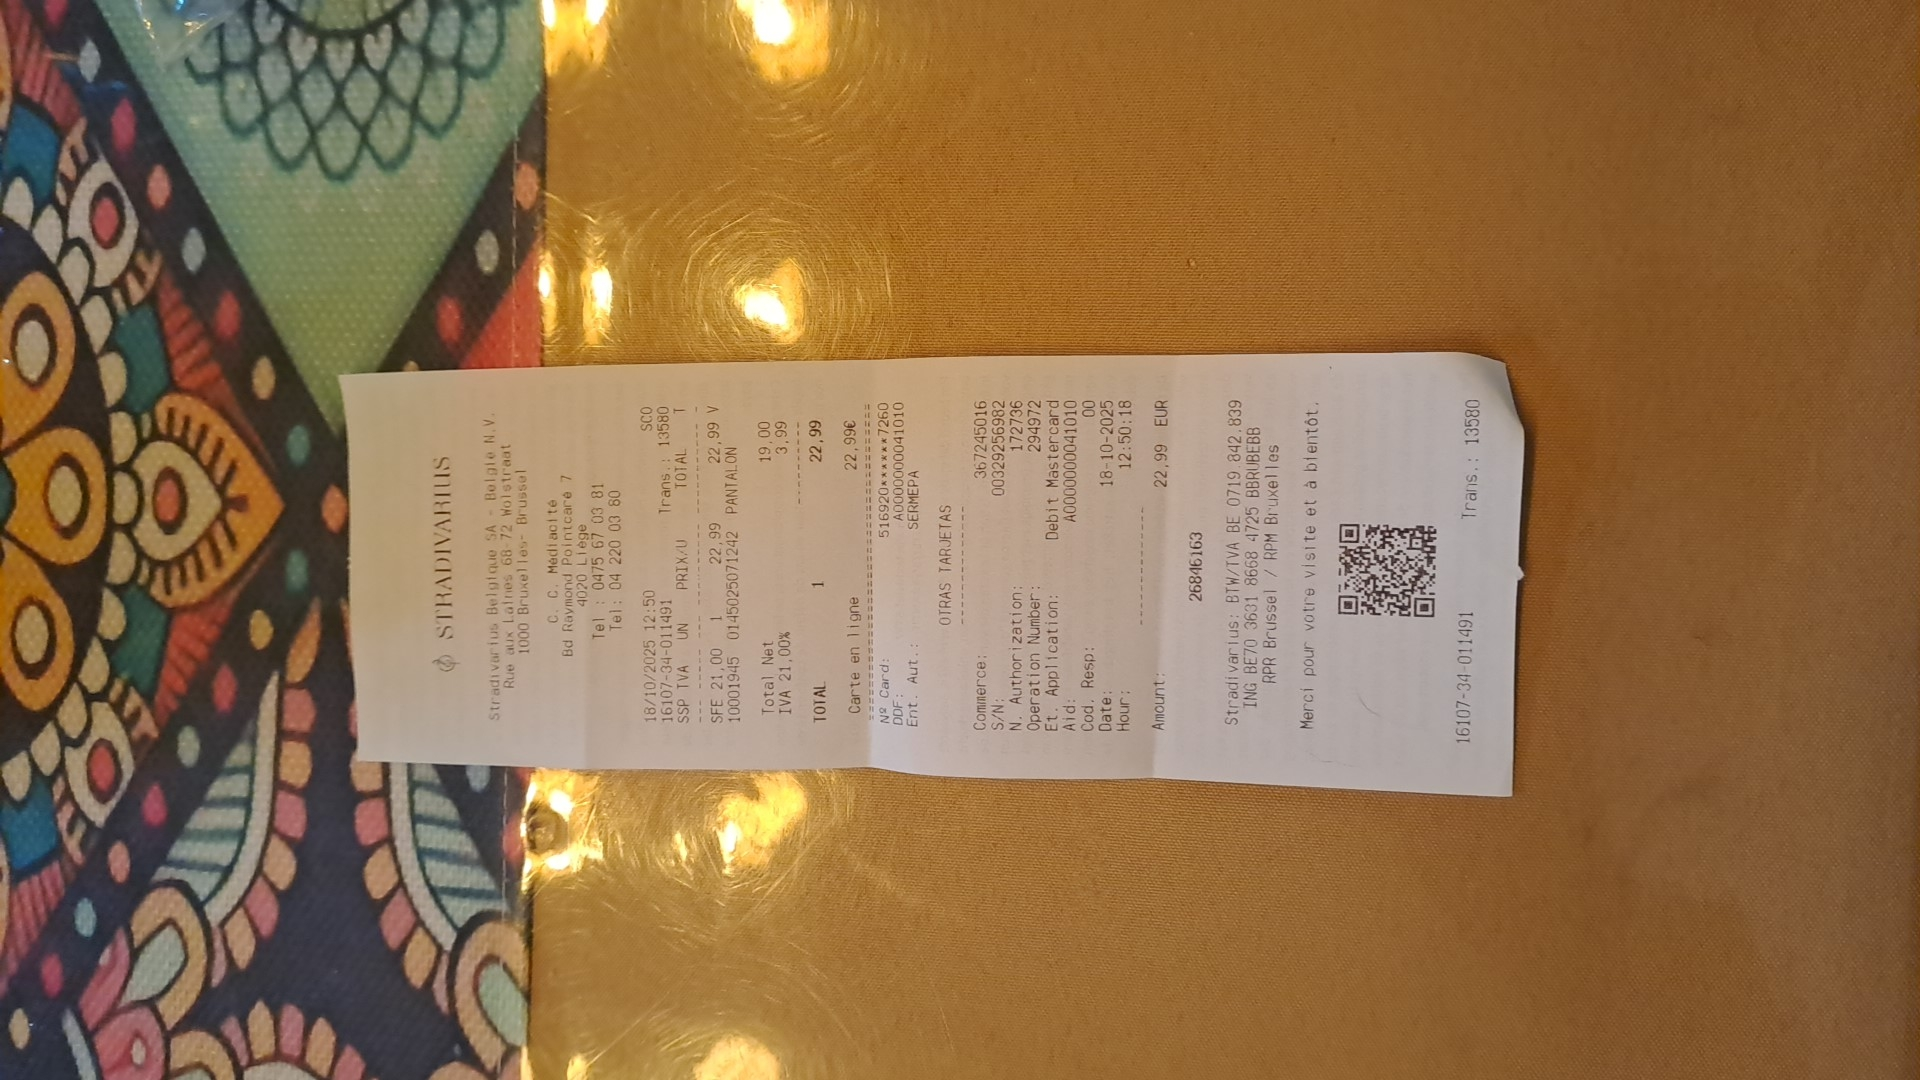 STRADIVARIUS
Stradivarius Belgique SA - België N.V.
Rue aux Laines 68-72 Wolstraat
1000 Bruxelles- Brussel
C. C. Médiacité
Bd Raymond Pointcaré 7
4020 Liège
Tel : 0475 67 03 81
Tel: 04 220 03 80
18/10/2025 12:50 SCO
16107-34-011491 Trans.: 13580
SSP TVA UN PRIX/U TOTAL T
SFE 21,00 1 22,99 22,99 V
10001945 01450250712​42 PANTALON
Total Net 19,00
IVA 21,00% 3,99
TOTAL 1 22,99
Carte en ligne 22,99€
Nº Card: 516920******7260
DDF: A0000000041010
Ent. Aut.: SERMEPA
OTRAS TARJETAS
Commerce: 367245016
S/N: 00329256982
N. Authorization: 172736
Operation Number: 294972
Et. Application: Debit Mastercard
Aid: A0000000041010
Cod. Resp: 00
Date: 18-10-2025
Hour: 12:50:18
Amount: 22,99 EUR
26846163
Stradivarius: BTW/TVA BE 0719.842.839
ING BE70 3631 8668 4725 BBRUBEBB
RPR Brussel / RPM Bruxelles
Merci pour votre visite et à bientôt.
16107-34-011491 Trans.: 13580